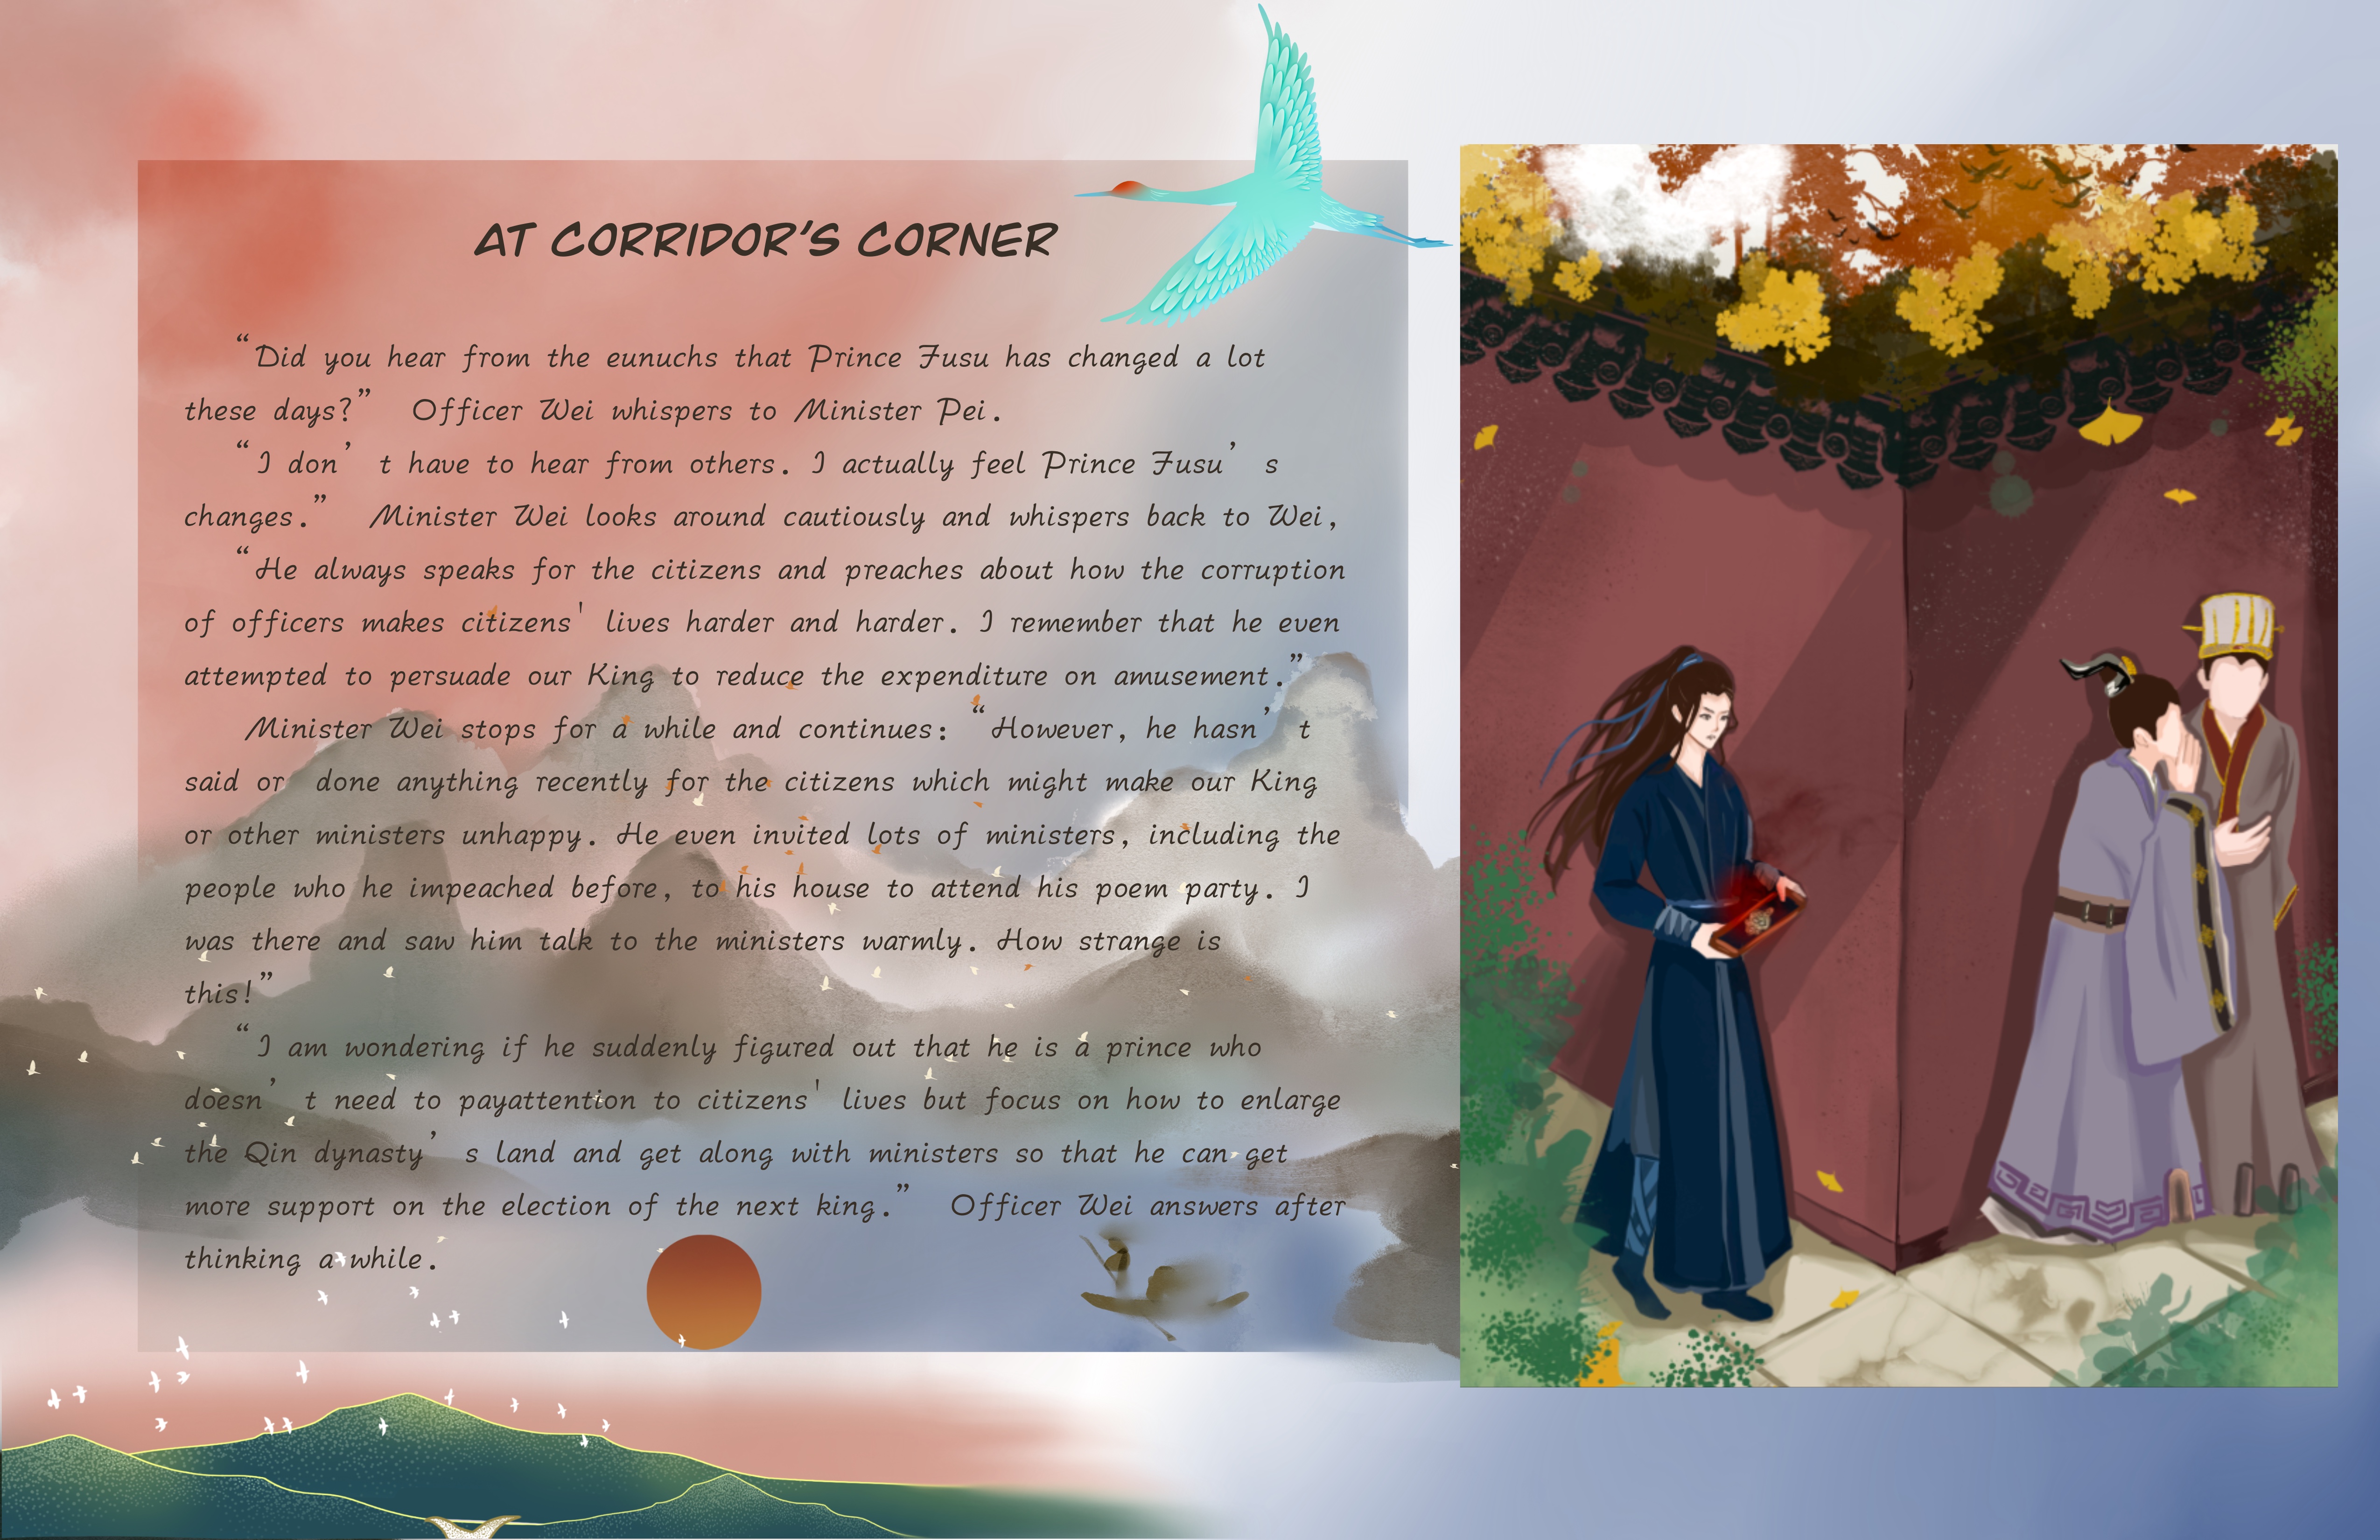 AT CORRIDOR'S CORNER
“Did you hear from the eunuchs that Prince Fusu has changed a lot
these days?” Officer Wei whispers to Minister Pei.
“I don’ t have to hear from others. I actually feel Prince Fusu’ s
changes.” Minister Wei looks around cautiously and whispers back to Wei,
“He always speaks for the citizens and preaches about how the corruption
of officers makes citizens' lives harder and harder. I remember that he even
attempted to persuade our King to reduce the expenditure on amusement.”
Minister Wei stops for a while and continues: “However, he hasn’ t
said or done anything recently for the citizens which might make our King
or other ministers unhappy. He even invited lots of ministers, including the
people who he impeached before, to his house to attend his poem party. I
was there and saw him talk to the ministers warmly. How strange is
this!”
“I am wondering if he suddenly figured out that he is a prince who
doesn’ t need to payattention to citizens' lives but focus on how to enlarge
the Qin dynasty’ s land and get along with ministers so that he can get
more support on the election of the next king.” Officer Wei answers after
thinking a while.